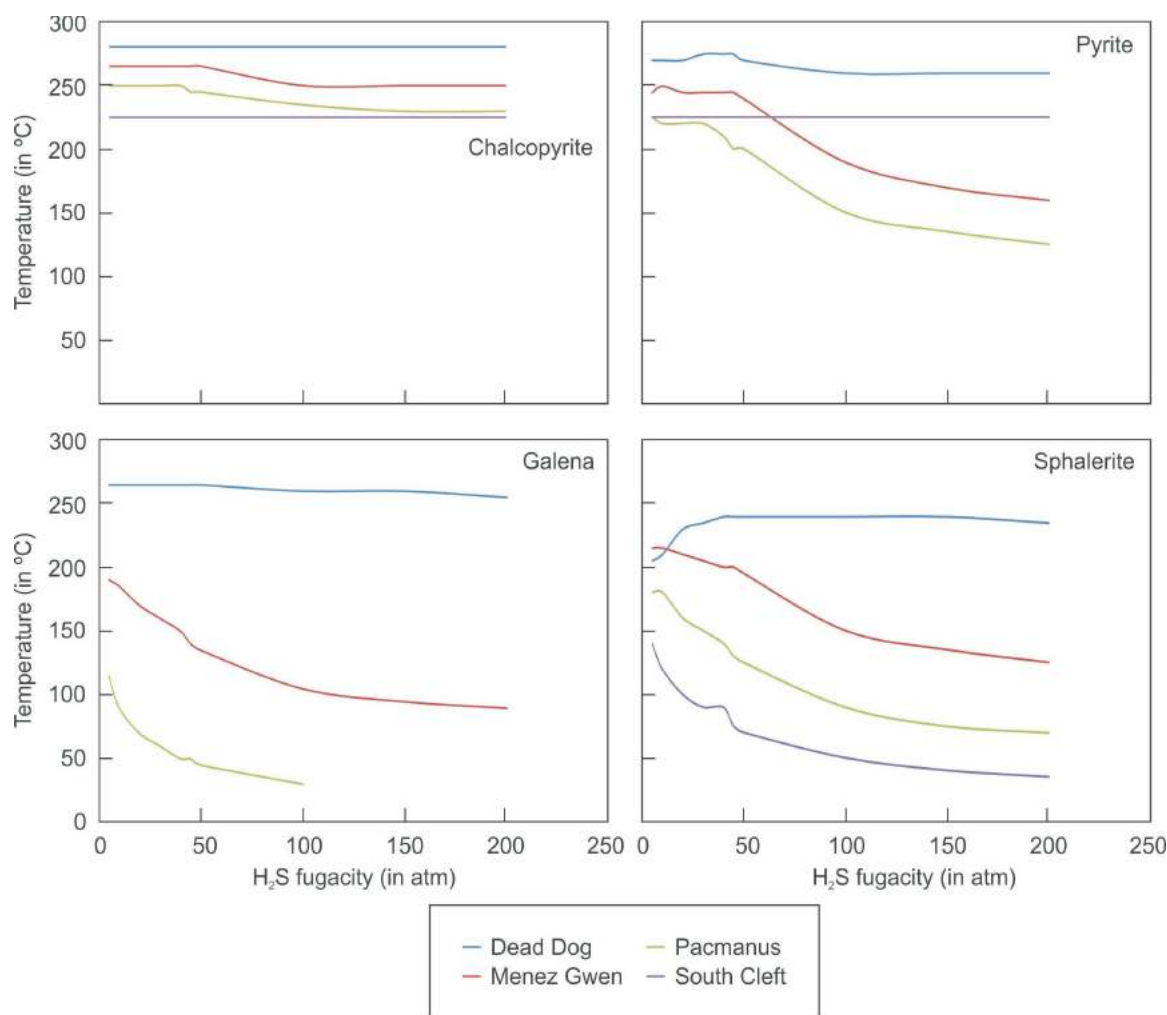 300
250
200
150
100
50
Temperature (in ºC)
Chalcopyrite
Pyrite
300
250
200
150
100
50
0
Temperature (in ºC)
Galena
Sphalerite
0 50 100 150 200 250
0 50 100 150 200 250
H₂S fugacity (in atm)
H₂S fugacity (in atm)
Dead Dog
Pacmanus
Menez Gwen
South Cleft